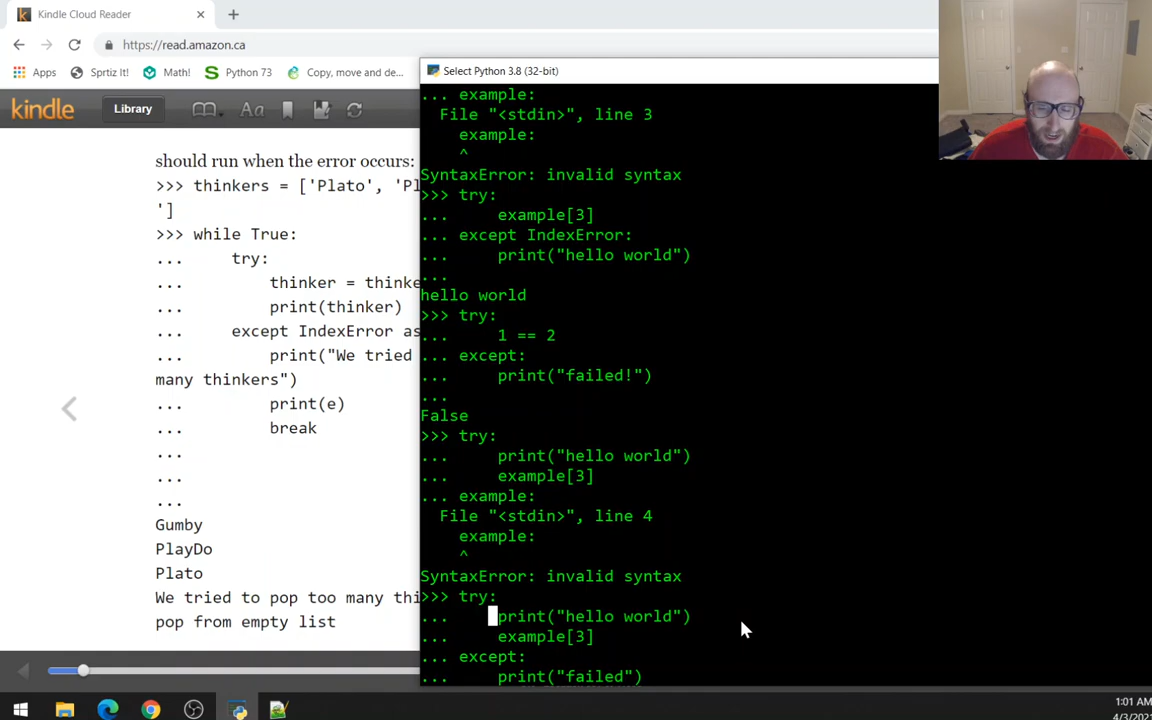 Kindle Cloud Reader
https://read.amazon.ca
Apps Sprtiz It! Math! Python 73 Copy, move and de...
kindle Library Aa
should run when the error occurs:
>>> thinkers = ['Plato', 'Pl
']
>>> while True:
... try:
... thinker = thinke
... print(thinker)
... except IndexError as
... print("We tried
many thinkers")
... print(e)
... break
...
...
...
Gumby
PlayDo
Plato
We tried to pop too many thi
pop from empty list
Select Python 3.8 (32-bit)
... example:
File "<stdin>", line 3
example:
^
SyntaxError: invalid syntax
>>> try:
... example[3]
... except IndexError:
... print("hello world")
...
hello world
>>> try:
... 1 == 2
... except:
... print("failed!")
...
False
>>> try:
... print("hello world")
... example[3]
... example:
File "<stdin>", line 4
example:
^
SyntaxError: invalid syntax
>>> try:
... print("hello world")
... example[3]
... except:
... print("failed")
1:01 AM